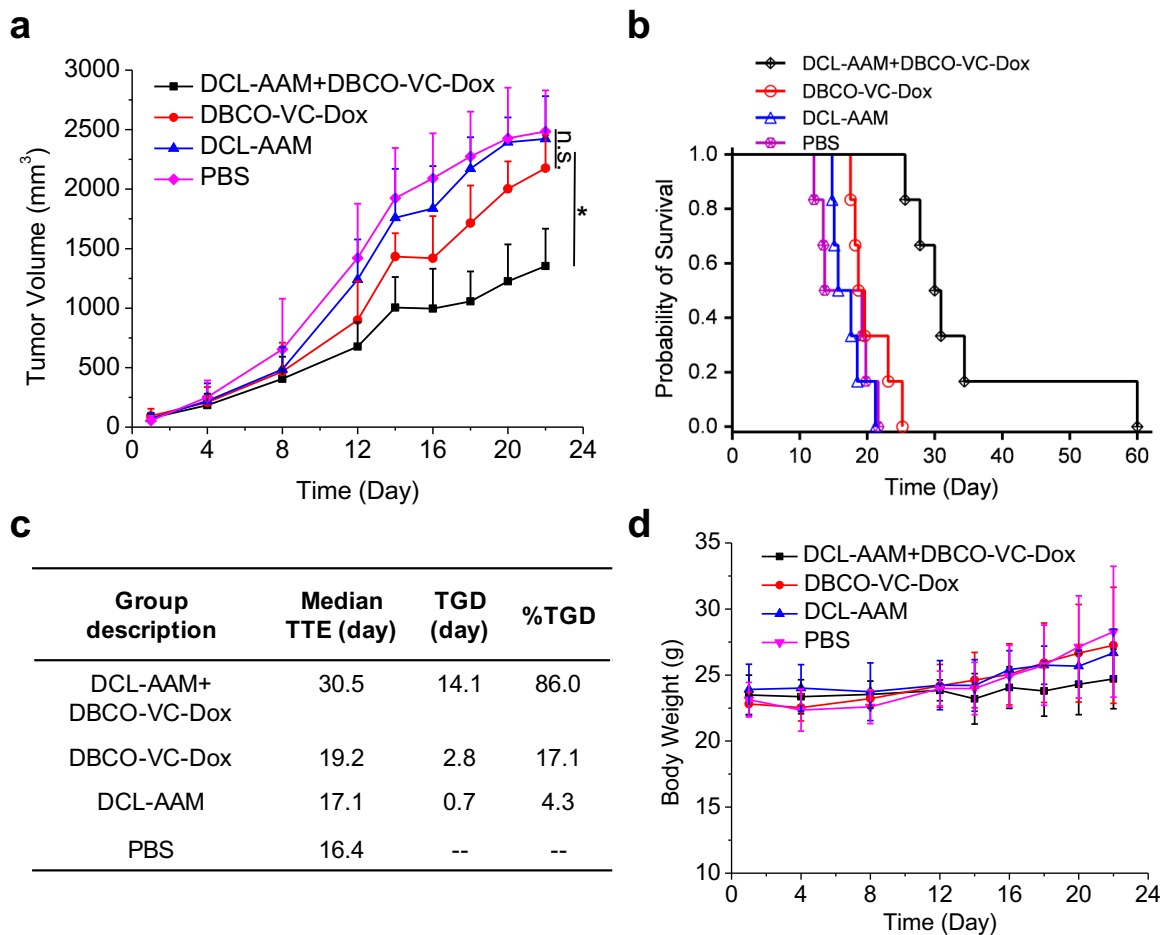 a
3000
2500
2000
1500
1000
500
0
Tumor Volume (mm³)
DCL-AAM+DBCO-VC-Dox
DBCO-VC-Dox
DCL-AAM
PBS
n.s.
*
0 4 8 12 16 20 24
Time (Day)
b
DCL-AAM+DBCO-VC-Dox
DBCO-VC-Dox
DCL-AAM
PBS
1.0
0.8
0.6
0.4
0.2
0.0
Probability of Survival
0 10 20 30 40 50 60
Time (Day)
c
Group description
Median TTE (day)
TGD (day)
%TGD
DCL-AAM+
DBCO-VC-Dox 30.5 14.1 86.0
DBCO-VC-Dox 19.2 2.8 17.1
DCL-AAM 17.1 0.7 4.3
PBS 16.4 -- --
d
35
30
25
20
15
10
Body Weight (g)
DCL-AAM+DBCO-VC-Dox
DBCO-VC-Dox
DCL-AAM
PBS
0 4 8 12 16 20 24
Time (Day)